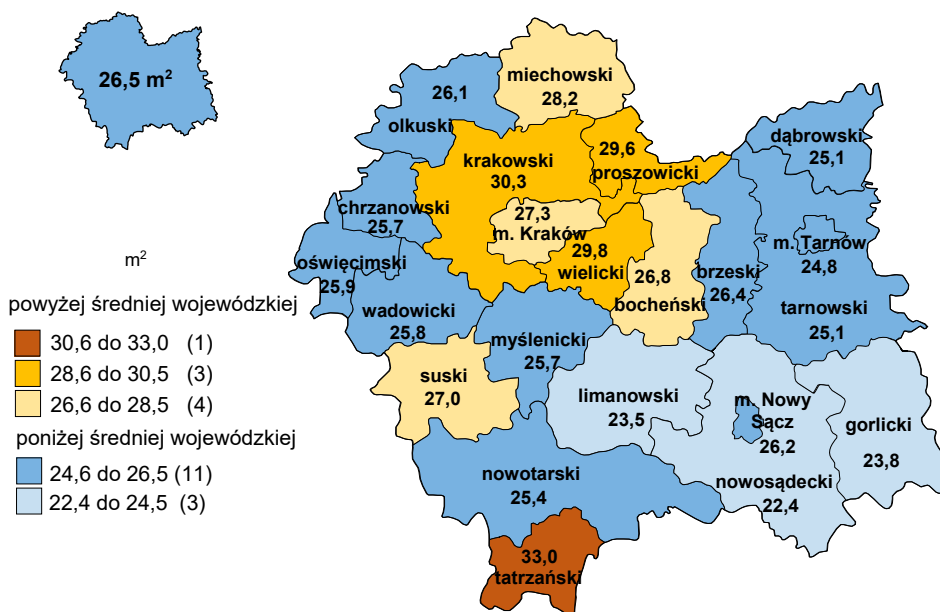 26,5 m²
miechowski
28,2
26,1
olkuski
dąbrowski
25,1
29,6
proszowicki
krakowski
30,3
chrzanowski
25,7
27,3
m. Kraków
m. Tarnów
24,8
29,8
wielicki
26,8
bocheński
brzeski
26,4
oświęcimski
25,9
tarnowski
25,1
wadowicki
25,8
myślenicki
25,7
suski
27,0
limanowski
23,5
m. Nowy
Sącz
26,2
gorlicki
23,8
nowosądecki
22,4
nowotarski
25,4
33,0
tatrzański
m²
powyżej średniej wojewódzkiej
30,6 do 33,0 (1)
28,6 do 30,5 (3)
26,6 do 28,5 (4)
poniżej średniej wojewódzkiej
24,6 do 26,5 (11)
22,4 do 24,5 (3)